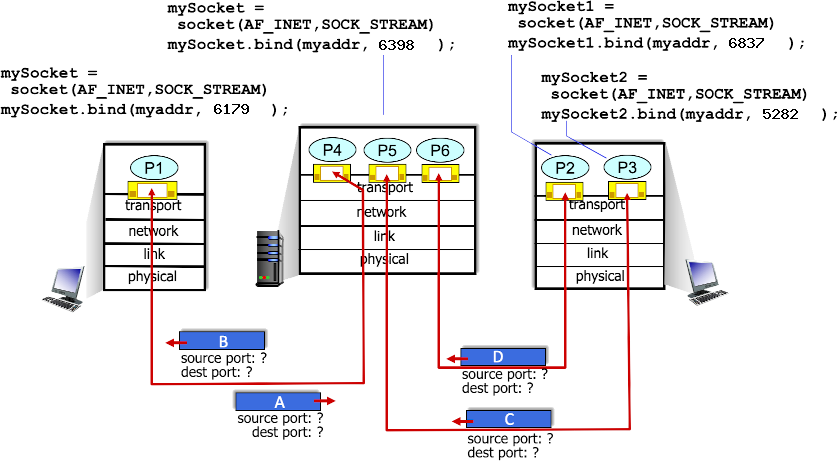 mySocket =
socket(AF_INET,SOCK_STREAM)
mySocket.bind(myaddr, 6398 );
mySocket1 =
socket(AF_INET,SOCK_STREAM)
mySocket1.bind(myaddr, 6837 );
mySocket =
socket(AF_INET,SOCK_STREAM)
mySocket.bind(myaddr, 6179 );
mySocket2 =
socket(AF_INET,SOCK_STREAM)
mySocket2.bind(myaddr, 5282 );
P1
transport
network
link
physical
P4 P5 P6
transport
network
link
physical
P2 P3
transport
network
link
physical
B
source port: ?
dest port: ?
A
source port: ?
dest port: ?
D
source port: ?
dest port: ?
C
source port: ?
dest port: ?